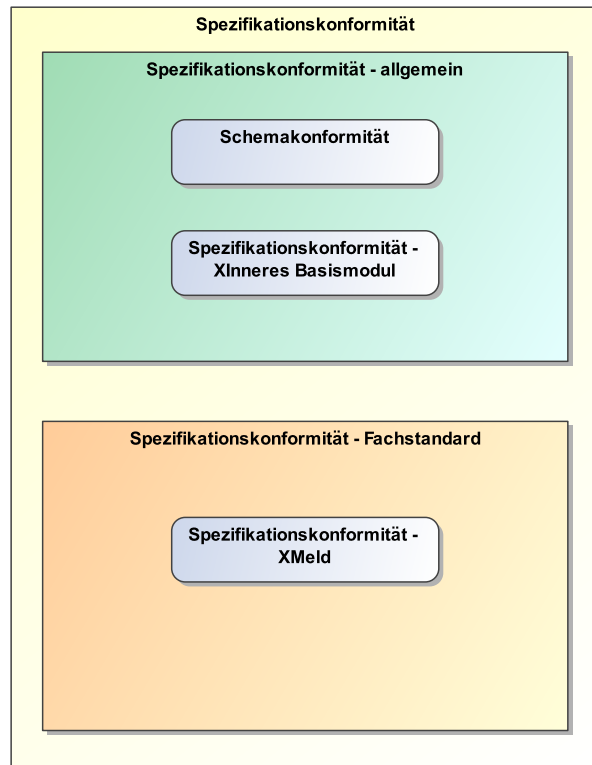 Spezifikationskonformität
Spezifikationskonformität - allgemein
Schemakonformität
Spezifikationskonformität -
XInneres Basismodul
Spezifikationskonformität - Fachstandard
Spezifikationskonformität -
XMeld